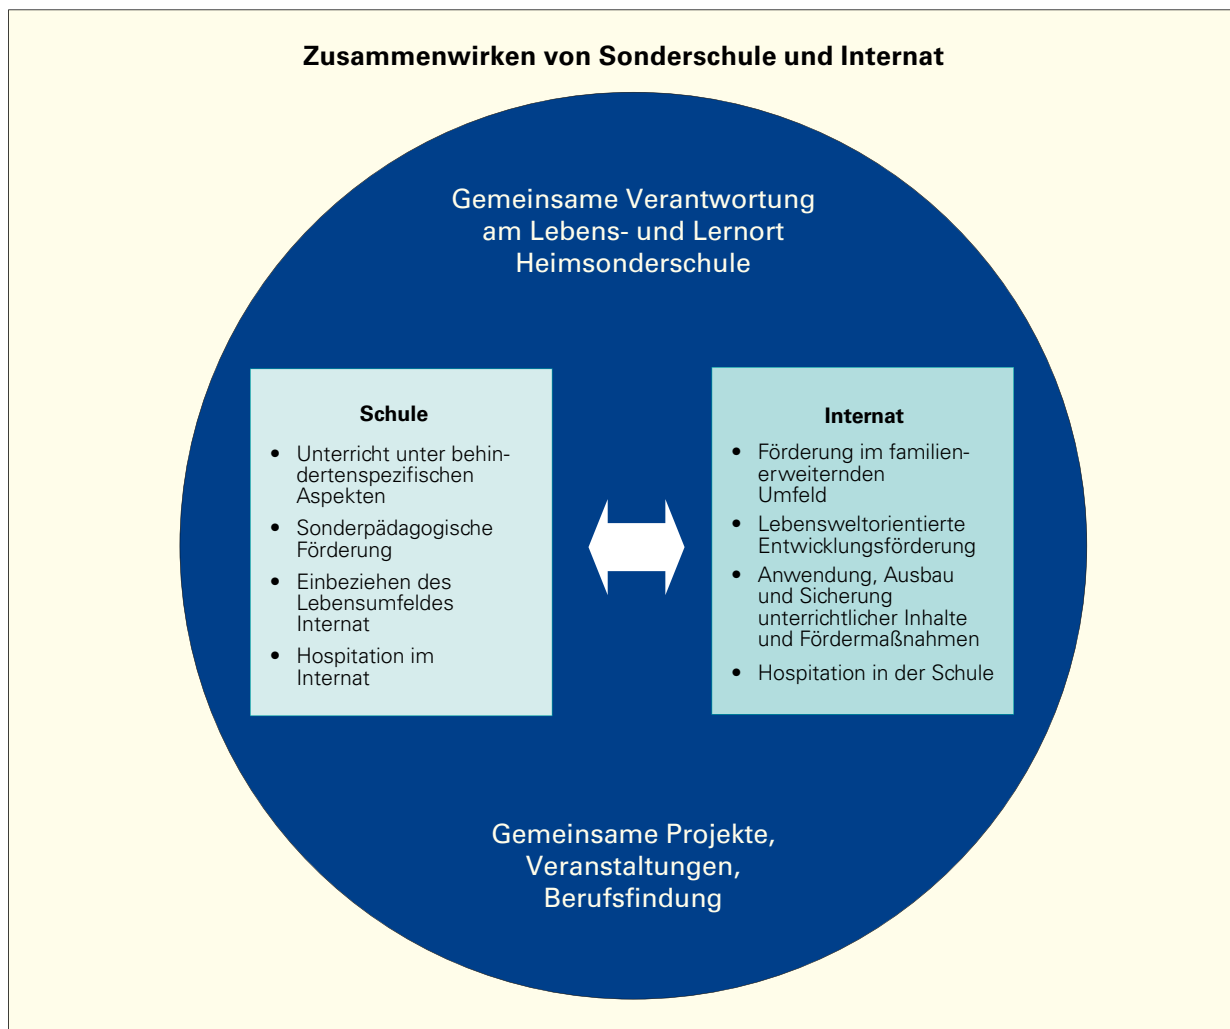 Zusammenwirken von Sonderschule und Internat
Gemeinsame Verantwortung
am Lebens- und Lernort
Heimsonderschule
Schule
• Unterricht unter behin-
dertenspezifischen
Aspekten
• Sonderpädagogische
Förderung
• Einbeziehen des
Lebensumfeldes
Internat
• Hospitation im
Internat
Internat
• Förderung im familien-
erweiternden
Umfeld
• Lebensweltorientierte
Entwicklungsförderung
• Anwendung, Ausbau
und Sicherung
unterrichtlicher Inhalte
und Fördermaßnahmen
• Hospitation in der Schule
Gemeinsame Projekte,
Veranstaltungen,
Berufsfindung